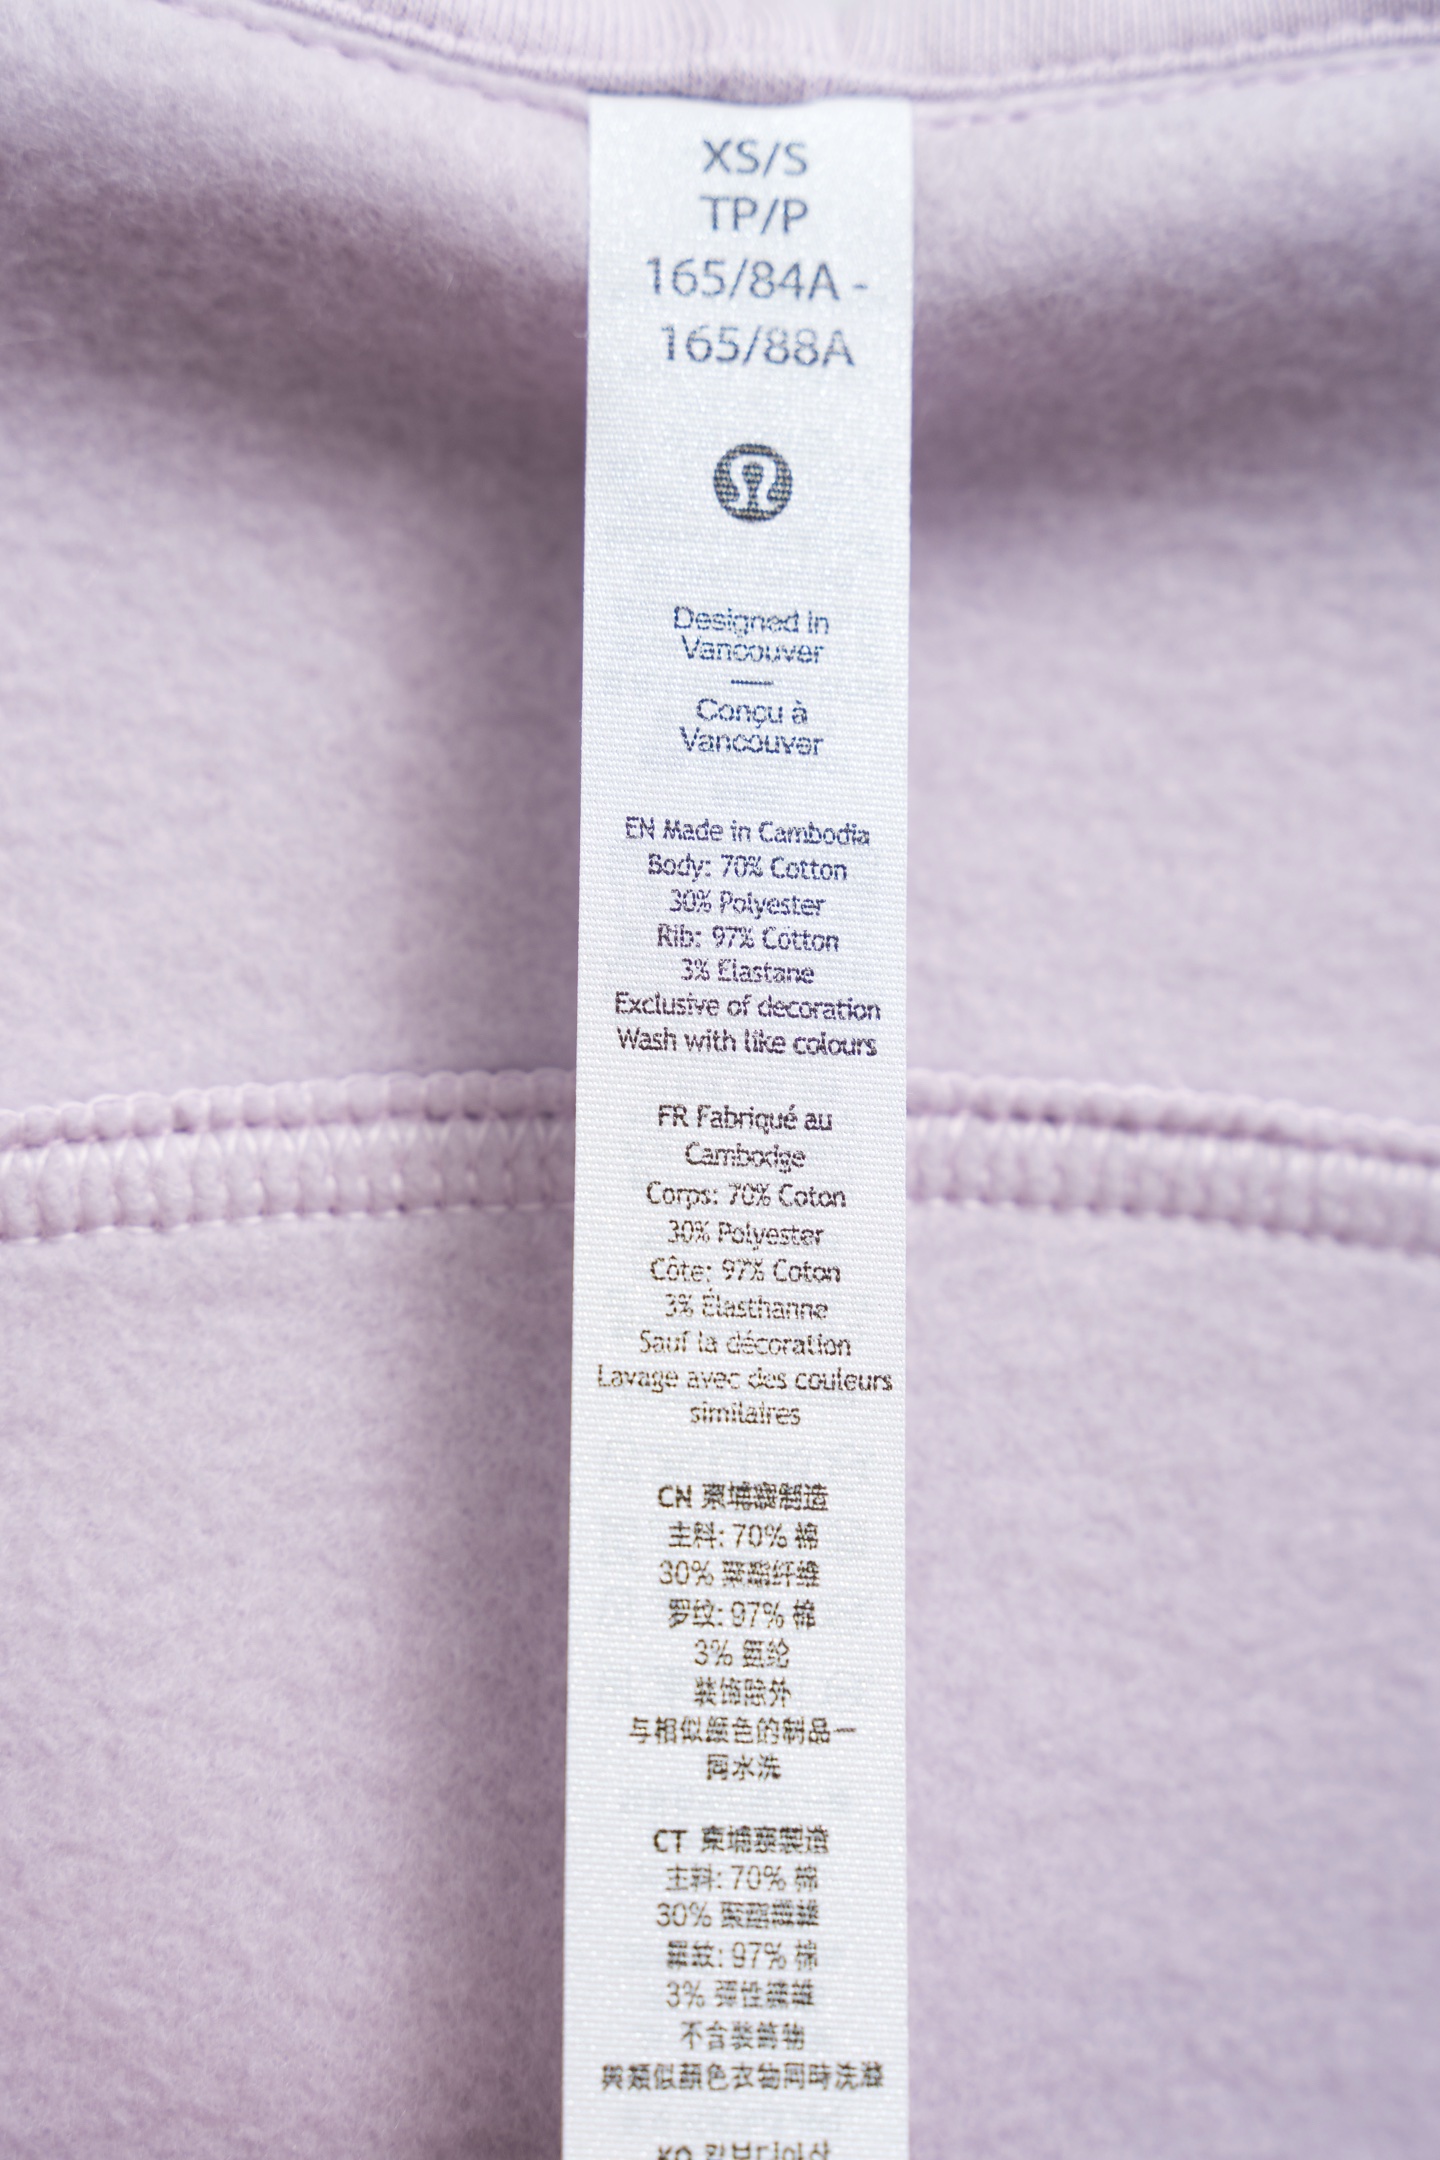 XS/S
TP/P
165/84A -
165/88A
Designed in
Vancouver
Conçu à
Vancouver
EN Made in Cambodia
Body: 70% Cotton
30% Polyester
Rib: 97% Cotton
3% Elastane
Exclusive of decoration
Wash with like colours
FR Fabriqué au
Cambodge
Corps: 70% Coton
30% Polyester
Côte: 97% Coton
3% Élasthanne
Sauf la décoration
Lavage avec des couleurs
similaires
CN 柬埔寨制造
主料: 70% 棉
30% 聚酯纤维
罗纹: 97% 棉
3% 氨纶
装饰除外
与相似颜色的制品一
同水洗
CT 柬埔寨製造
主料: 70% 棉
30% 聚酯纖維
羅紋: 97% 棉
3% 彈性纖維
不含裝飾物
與類似顏色衣物同時洗滌